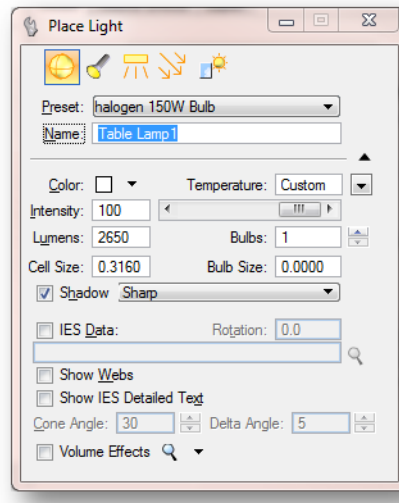 Place Light
Preset: halogen 150W Bulb
Name: Table Lamp1
Color: Temperature: Custom
Intensity: 100
Lumens: 2650 Bulbs: 1
Cell Size: 0.3160 Bulb Size: 0.0000
Shadow Sharp
IES Data: Rotation: 0.0
Show Webs
Show IES Detailed Text
Cone Angle: 30 Delta Angle: 5
Volume Effects